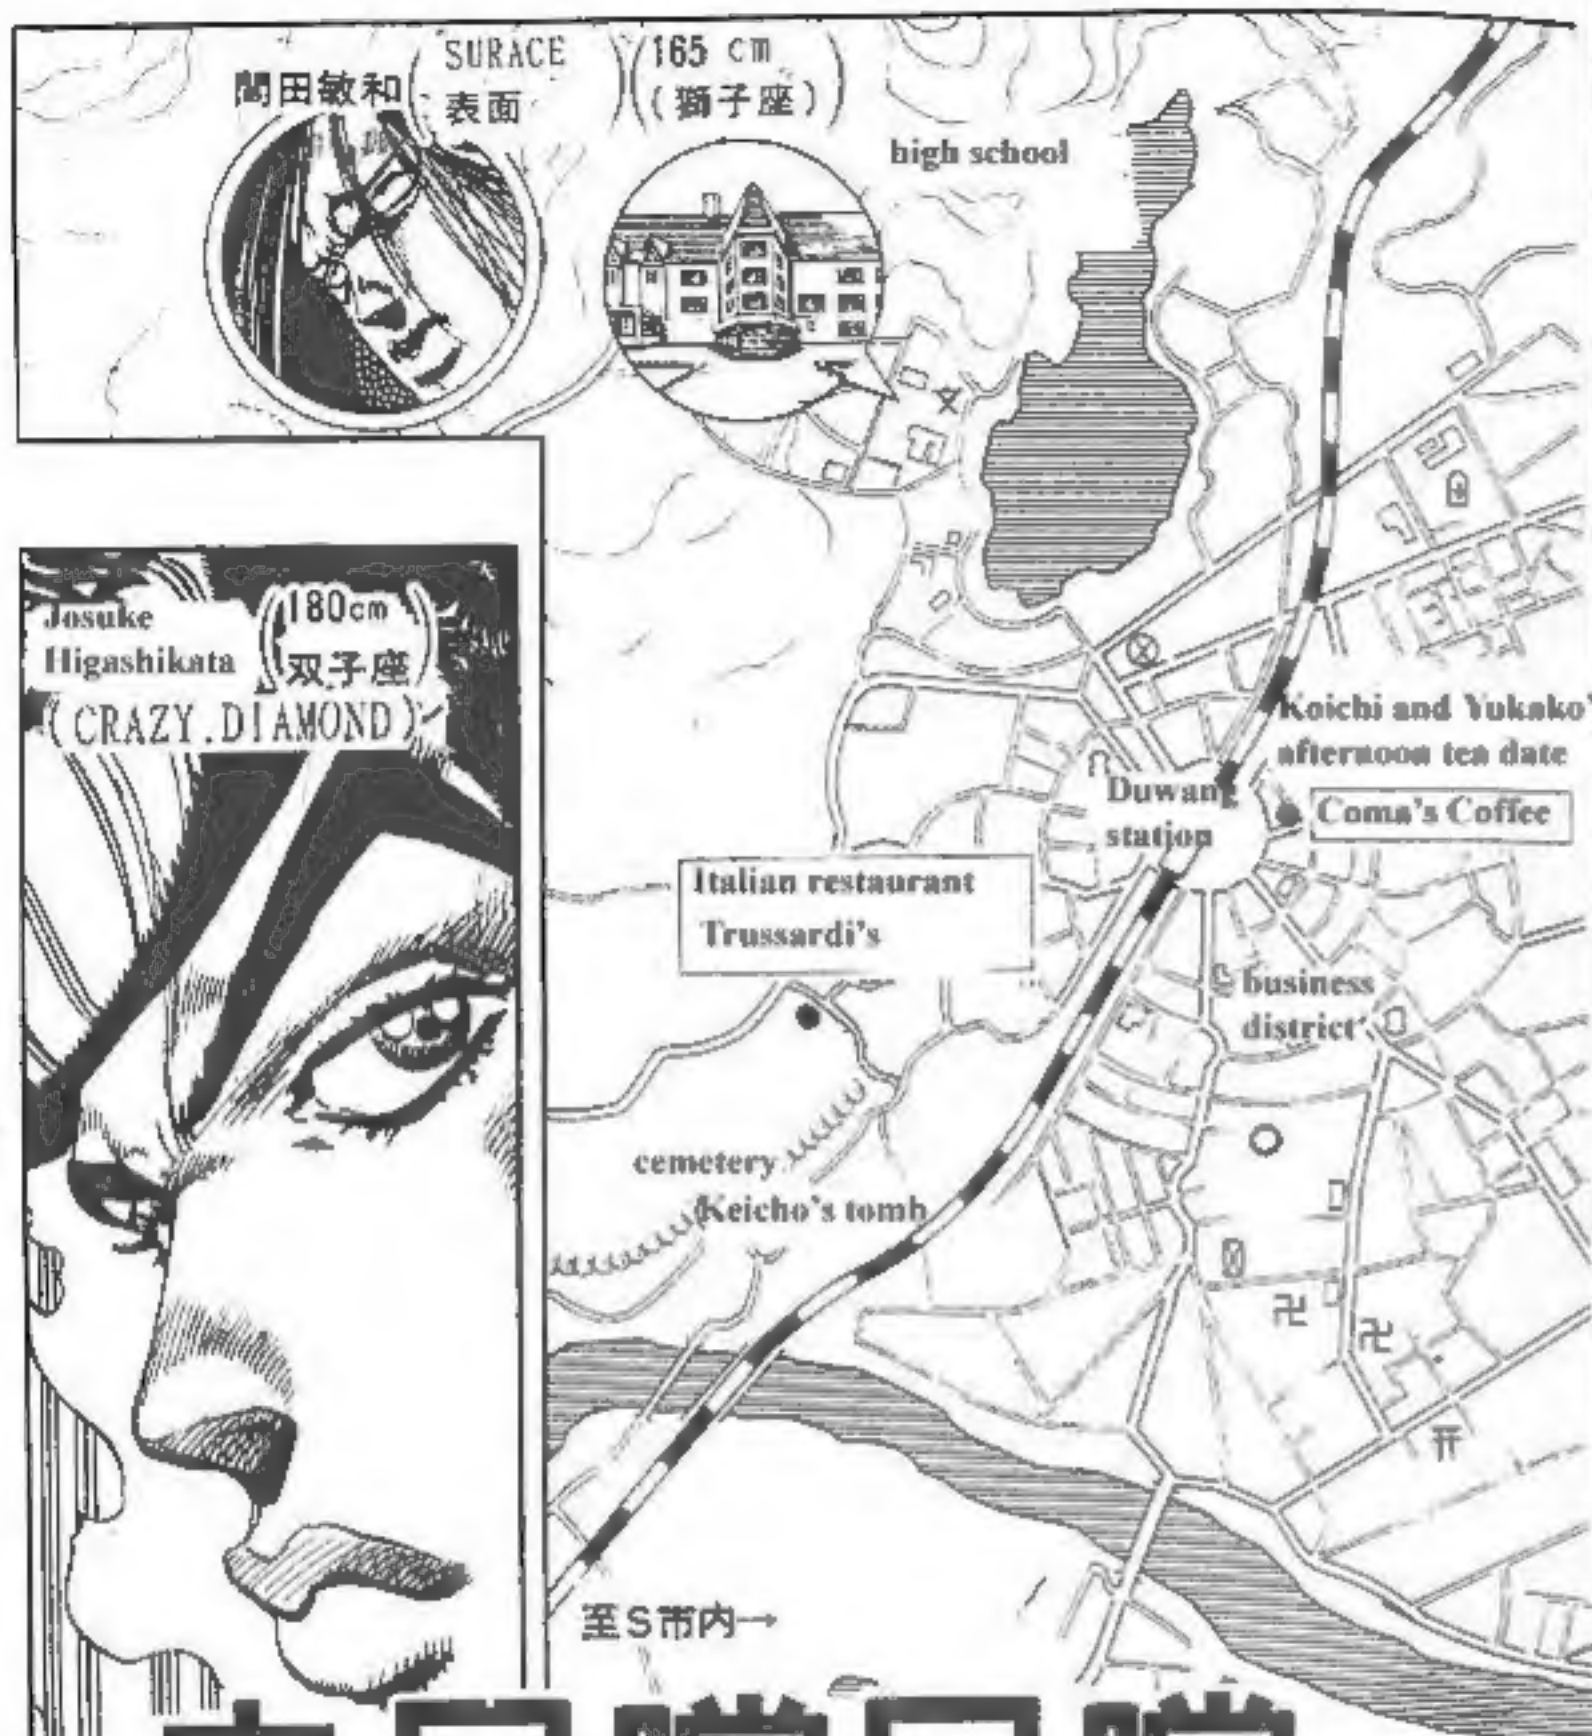 間田敏和
SURACE
表面
165 cm
(獅子座)
high school
Josuke
Higashikata
180cm
双子座
(CRAZY.DIAMOND)
Koichi and Yukako'
afternoon tea date
Coma's Coffee
Duwang
station
Italian restaurant
Trussardi's
business
district
cemetery
Keicho's tomb
至S市内→